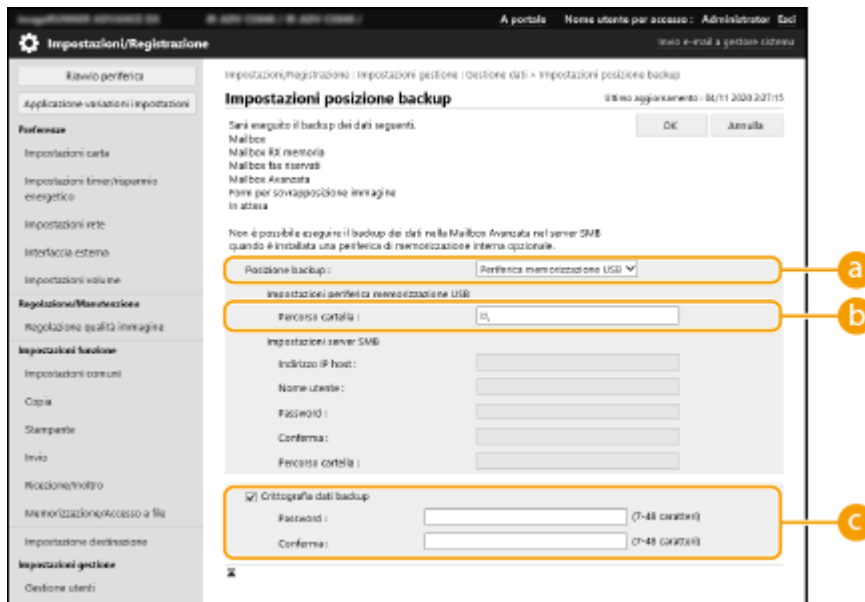 A portale Nome utente per accesso : Administrator Esci
Impostazioni/Registrazione
Invio e-mail a gestore sistema
Riavvio periferica
Applicazione variazioni impostazioni
Preferenze
Impostazioni carta
Impostazioni timer/risparmio
energetico
Impostazioni rete
Interfaccia esterna
Impostazioni volume
Regolazione/Manutenzione
Regolazione qualità immagine
Impostazioni funzione
Impostazioni comuni
Copia
Stampante
Invio
Ricezione/Inoltro
Memorizzazione/Accesso a file
Impostazione destinazione
Impostazioni gestione
Gestione utenti
Impostazioni/Registrazione : Impostazioni gestione : Gestione dati > Impostazioni posizione backup
Impostazioni posizione backup
Ultimo aggiornamento : 04/11 2020 2:27:15
Sarà eseguito il backup dei dati seguenti.
OK
Annulla
Mailbox
Mailbox RX memoria
Mailbox fax riservati
Mailbox Avanzata
Form per sovrapposizione immagine
In attesa
Non è possibile eseguire il backup dei dati nella Mailbox Avanzata nel server SMB
quando è installata una periferica di memorizzazione interna opzionale.
Posizione backup : Periferica memorizzazione USB
a
Impostazioni periferica memorizzazione USB
Percorso cartella :
b
Impostazioni server SMB
Indirizzo IP host :
Nome utente :
Password :
Conferma :
Percorso cartella :
Crittografia dati backup
Password : (7-48 caratteri)
c
Conferma : (7-48 caratteri)